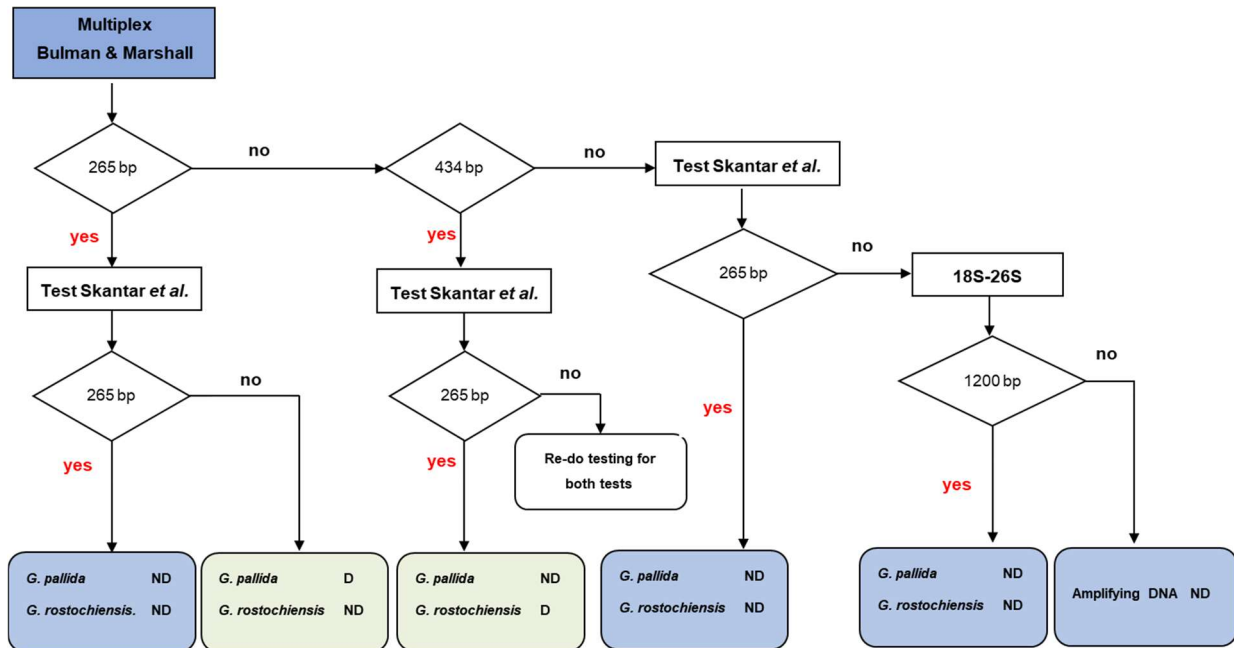 Multiplex
Bulman & Marshall
265 bp
no
434 bp
no
Test Skantar et al.
yes
yes
265 bp
no
18S-26S
Test Skantar et al.
Test Skantar et al.
265 bp
no
265 bp
no
1200 bp
no
yes
yes
yes
yes
Re-do testing for
both tests
G. pallida ND
G. rostochiensis. ND
G. pallida D
G. rostochiensis ND
G. pallida ND
G. rostochiensis D
G. pallida ND
G. rostochiensis ND
G. pallida ND
G. rostochiensis ND
Amplifying DNA ND